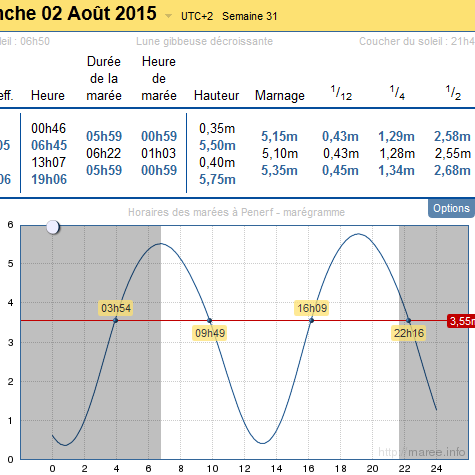 nche 02 Août 2015 UTC+2 Semaine 31
leil : 06h50 Lune gibbeuse décroissante Coucher du soleil : 21h4
eff. Heure Durée de la marée Heure de marée Hauteur Marnage 1/12 1/4 1/2
00h46 0,35m
05 06h45 05h59 00h59 5,50m 5,15m 0,43m 1,29m 2,58m
13h07 06h22 01h03 0,40m 5,10m 0,43m 1,28m 2,55m
06 19h06 05h59 00h59 5,75m 5,35m 0,45m 1,34m 2,68m
Options
Horaires des marées à Penerf - marégramme
6
5
4
03h54 16h09
3,55m
09h49 22h16
3
2
1
http://maree.info
0
0 2 4 6 8 10 12 14 16 18 20 22 24